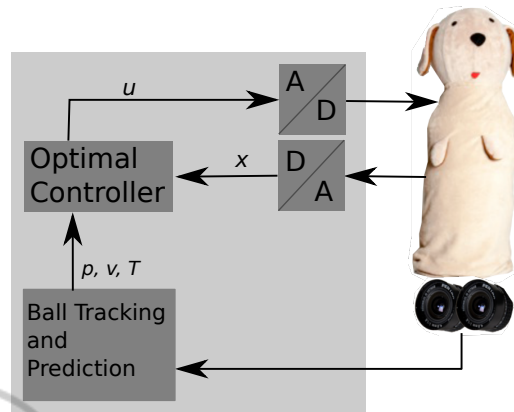 u
A
D
Optimal
Controller
x
D
A
p, v, T
Ball Tracking
and
Prediction